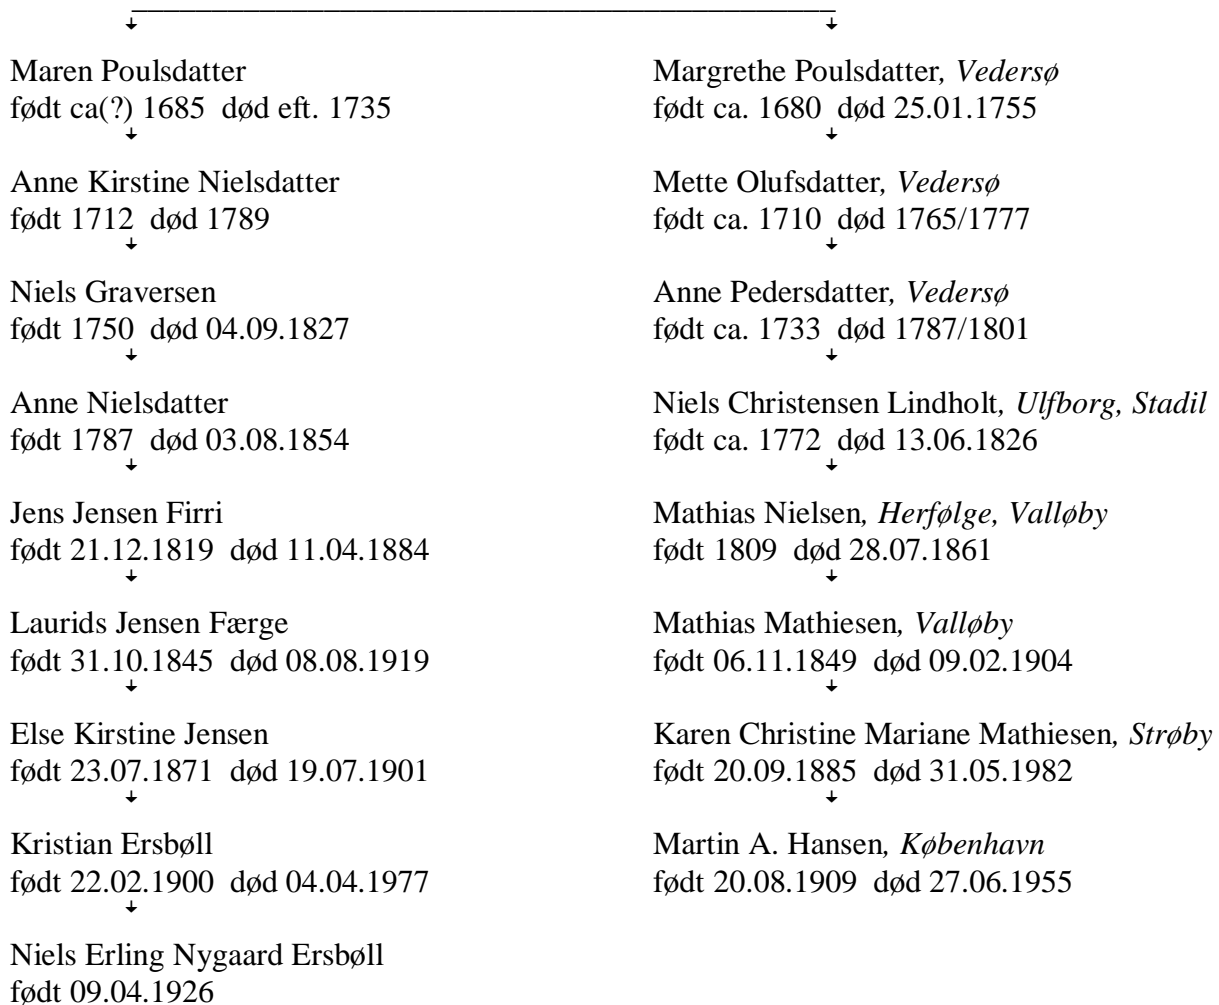 Maren Poulsdatter
født ca(?) 1685  død eft. 1735
Anne Kirstine Nielsdatter
født 1712  død 1789
Niels Graversen
født 1750  død 04.09.1827
Anne Nielsdatter
født 1787  død 03.08.1854
Jens Jensen Firri
født 21.12.1819  død 11.04.1884
Laurids Jensen Færge
født 31.10.1845  død 08.08.1919
Else Kirstine Jensen
født 23.07.1871  død 19.07.1901
Kristian Ersbøll
født 22.02.1900  død 04.04.1977
Niels Erling Nygaard Ersbøll
født 09.04.1926
Margrethe Poulsdatter, Vedersø
født ca. 1680  død 25.01.1755
Mette Olufsdatter, Vedersø
født ca. 1710  død 1765/1777
Anne Pedersdatter, Vedersø
født ca. 1733  død 1787/1801
Niels Christensen Lindholt, Ulfborg, Stadil
født ca. 1772  død 13.06.1826
Mathias Nielsen, Herfølge, Valløby
født 1809  død 28.07.1861
Mathias Mathiesen, Valløby
født 06.11.1849  død 09.02.1904
Karen Christine Mariane Mathiesen, Strøby
født 20.09.1885  død 31.05.1982
Martin A. Hansen, København
født 20.08.1909  død 27.06.1955